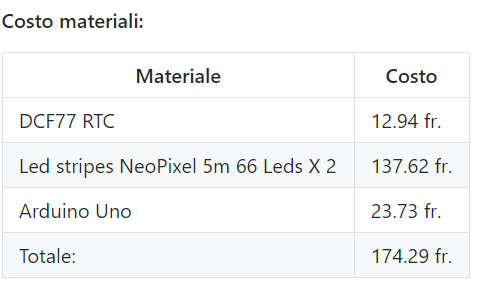 Costo materiali:
Materiale Costo
DCF77 RTC 12.94 fr.
Led stripes NeoPixel 5m 66 Leds X 2 137.62 fr.
Arduino Uno 23.73 fr.
Totale: 174.29 fr.